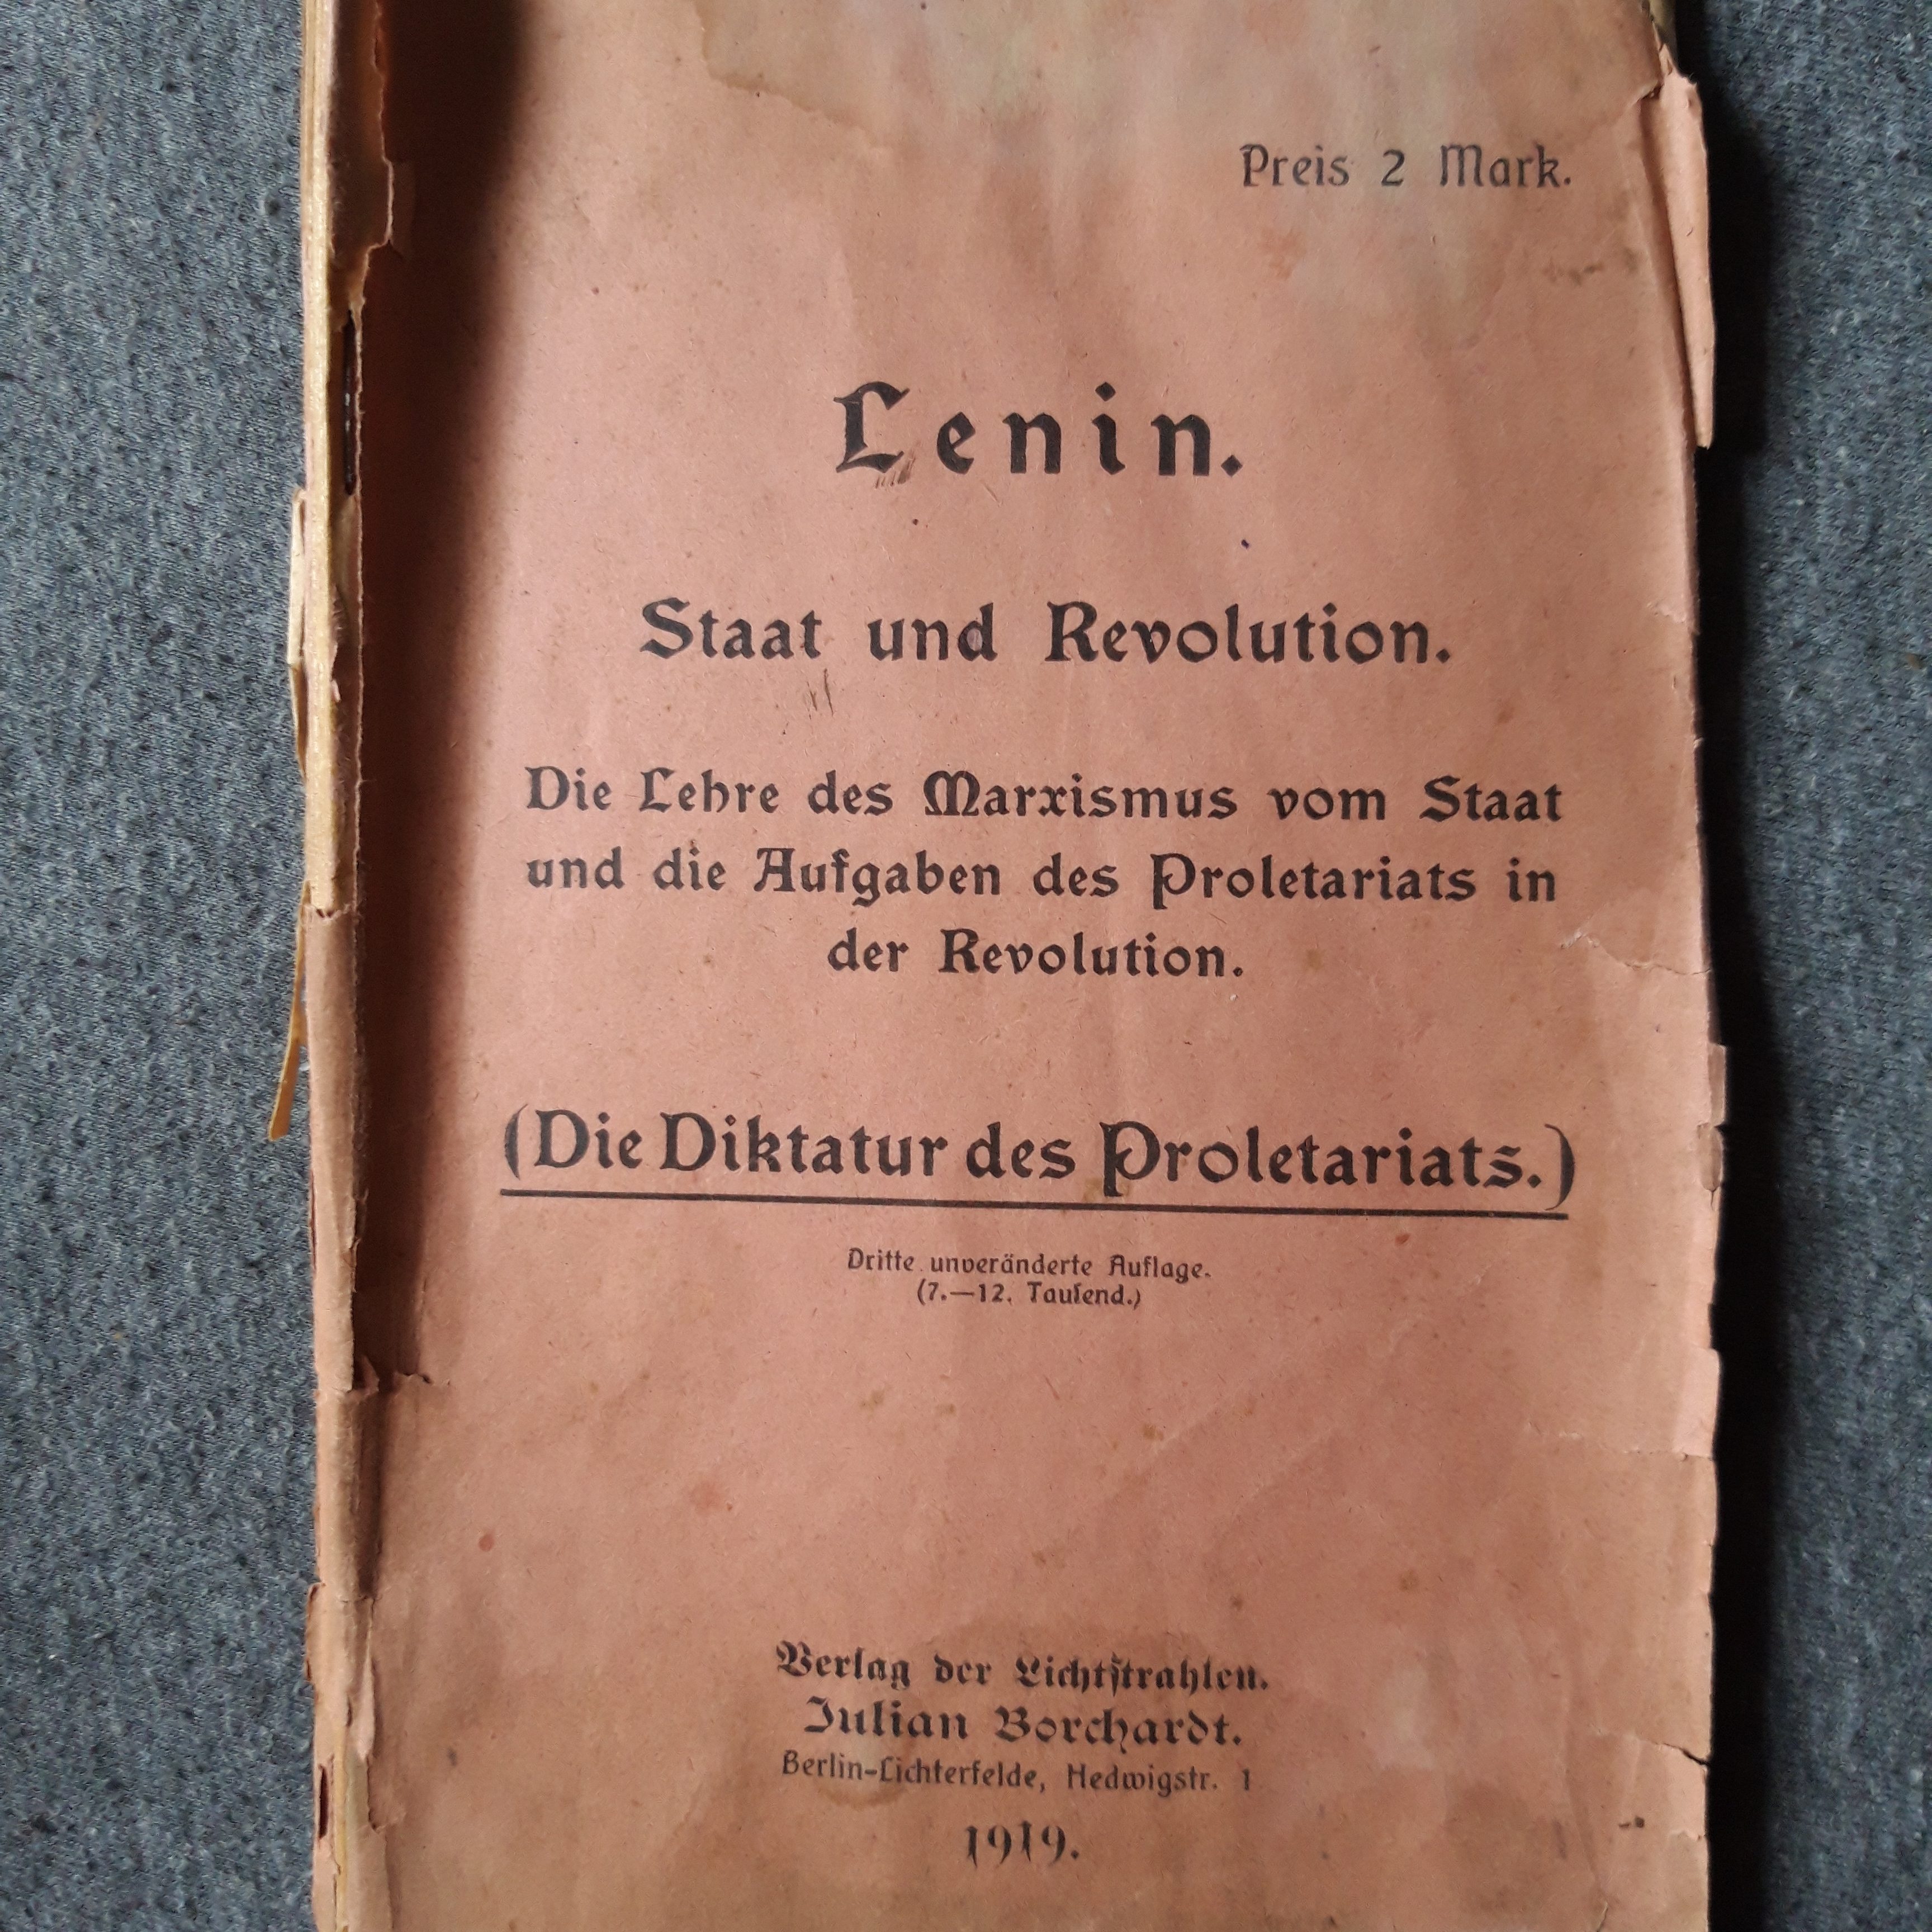 Preis 2 Mark.
Lenin.
Staat und Revolution.
Die Lehre des Marxismus vom Staat
und die Aufgaben des Proletariats in
der Revolution.
(Die Diktatur des Proletariats.)
Dritte unveränderte Auflage.
(7.—12. Tauſend.)
Verlag der Lichtſtrahlen.
Julian Borchardt.
Berlin-Lichterfelde, Hedwigstr. 1
1919.